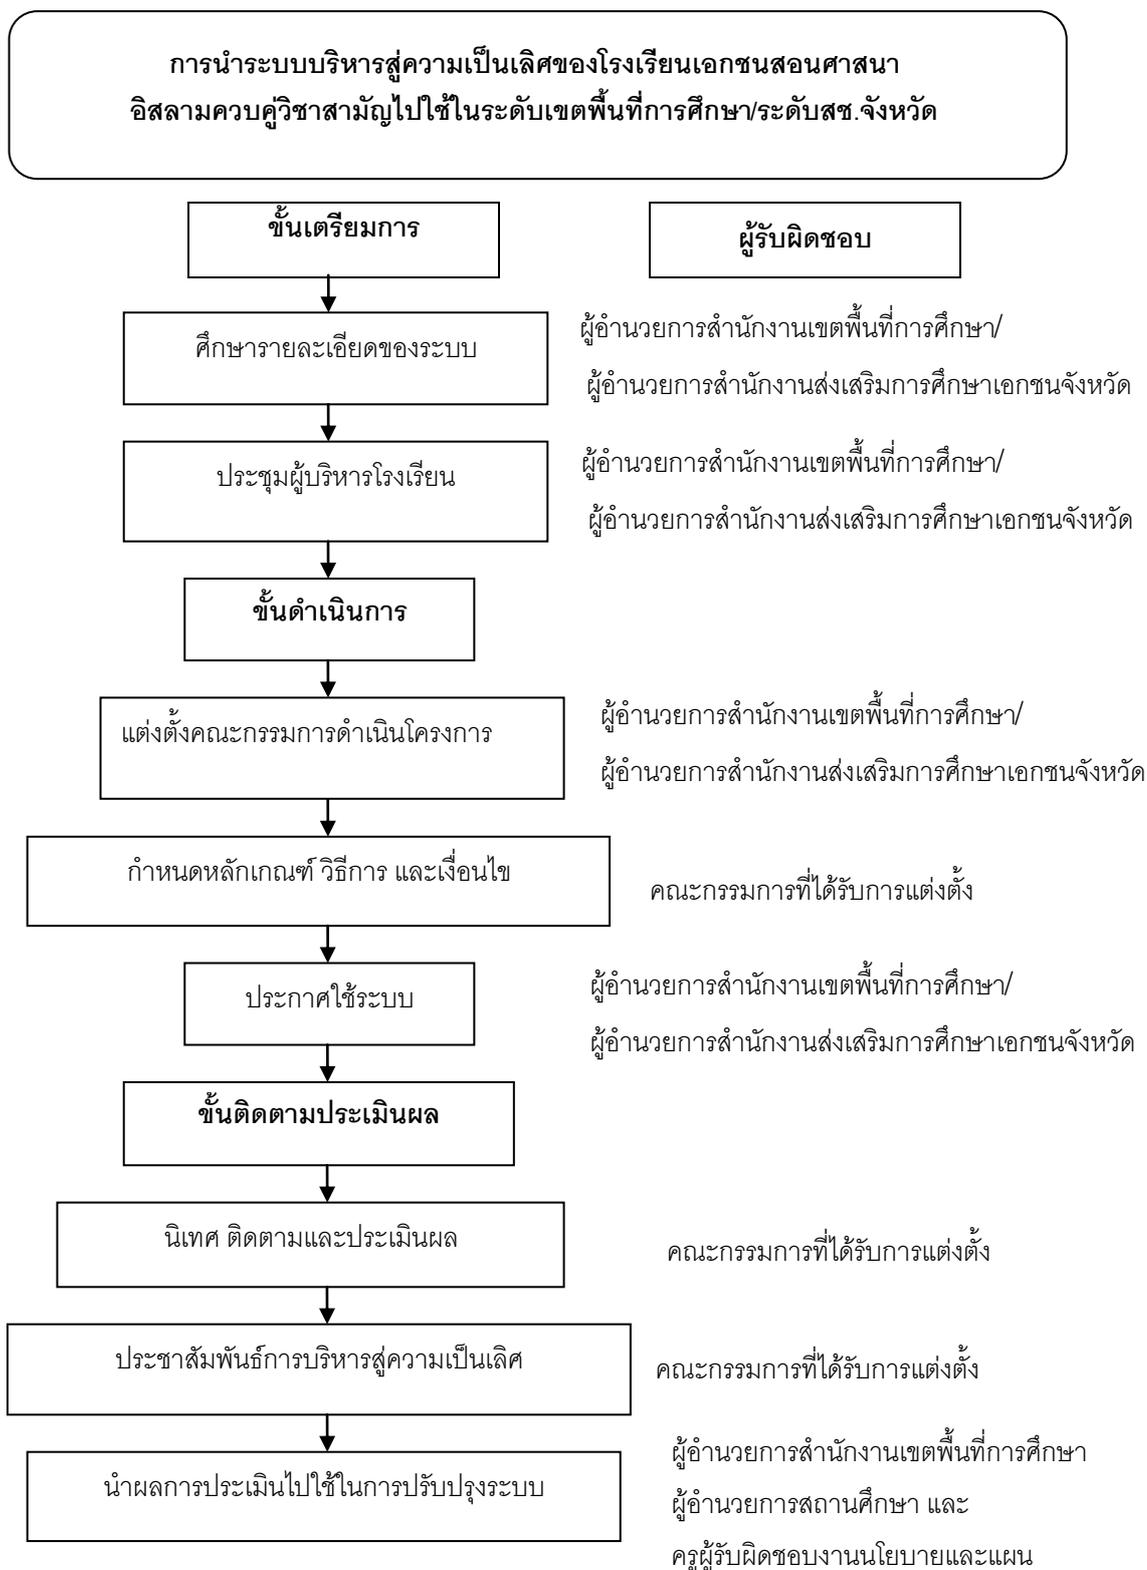 การนำระบบบริหารสู่ความเป็นเลิศของโรงเรียนเอกชนสอนศาสนา
อิสลามควบคู่วิชาสามัญไปใช้ในระดับเขตพื้นที่การศึกษา/ระดับสช.จังหวัด
ขั้นเตรียมการ
ผู้รับผิดชอบ
ศึกษารายละเอียดของระบบ
ผู้อำนวยการสำนักงานเขตพื้นที่การศึกษา/
ผู้อำนวยการสำนักงานส่งเสริมการศึกษาเอกชนจังหวัด
ประชุมผู้บริหารโรงเรียน
ผู้อำนวยการสำนักงานเขตพื้นที่การศึกษา/
ผู้อำนวยการสำนักงานส่งเสริมการศึกษาเอกชนจังหวัด
ขั้นดำเนินการ
แต่งตั้งคณะกรรมการดำเนินโครงการ
ผู้อำนวยการสำนักงานเขตพื้นที่การศึกษา/
ผู้อำนวยการสำนักงานส่งเสริมการศึกษาเอกชนจังหวัด
กำหนดหลักเกณฑ์ วิธีการ และเงื่อนไข
คณะกรรมการที่ได้รับการแต่งตั้ง
ประกาศใช้ระบบ
ผู้อำนวยการสำนักงานเขตพื้นที่การศึกษา/
ผู้อำนวยการสำนักงานส่งเสริมการศึกษาเอกชนจังหวัด
ขั้นติดตามประเมินผล
นิเทศ ติดตามและประเมินผล
คณะกรรมการที่ได้รับการแต่งตั้ง
ประชาสัมพันธ์การบริหารสู่ความเป็นเลิศ
คณะกรรมการที่ได้รับการแต่งตั้ง
นำผลการประเมินไปใช้ในการปรับปรุงระบบ
ผู้อำนวยการสำนักงานเขตพื้นที่การศึกษา
ผู้อำนวยการสถานศึกษา และ
ครูผู้รับผิดชอบงานนโยบายและแผน